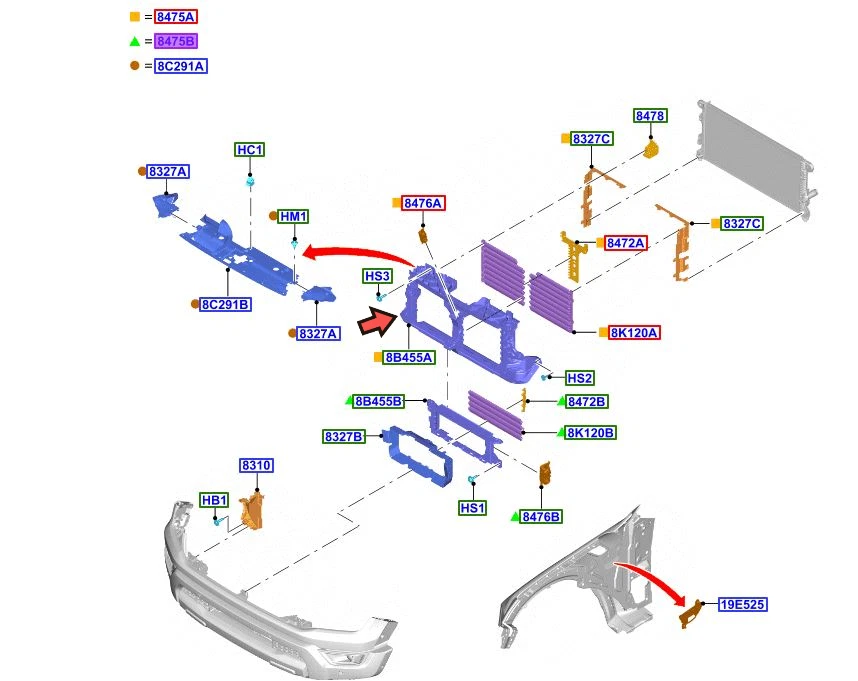 = 8475A
= 8475B
= 8C291A
8478
8327C
HC1
8327A
8476A
HM1
8327C
8472A
HS3
8C291B
8327A
8K120A
8B455A
HS2
8B455B
8472B
8327B
8K120B
8310
HB1
HS1
8476B
19E525